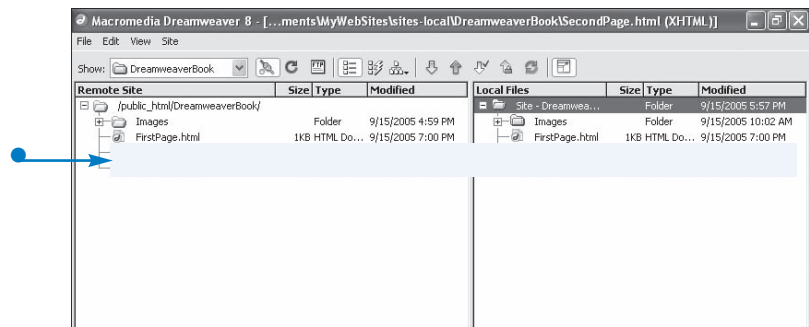 Macromedia Dreamweaver 8 - [...ments\MyWebSites\sites-local\DreamweaverBook\SecondPage.html (XHTML)]
File Edit View Site
Show: DreamweaverBook
Remote Site Size Type Modified Local Files Size Type Modified
/public_html/DreamweaverBook/ Site - Dreamwea... Folder 9/15/2005 5:57 PM
Images Folder 9/15/2005 4:59 PM Images Folder 9/15/2005 10:02 AM
FirstPage.html 1KB HTML Do... 9/15/2005 7:00 PM FirstPage.html 1KB HTML Do... 9/15/2005 7:00 PM